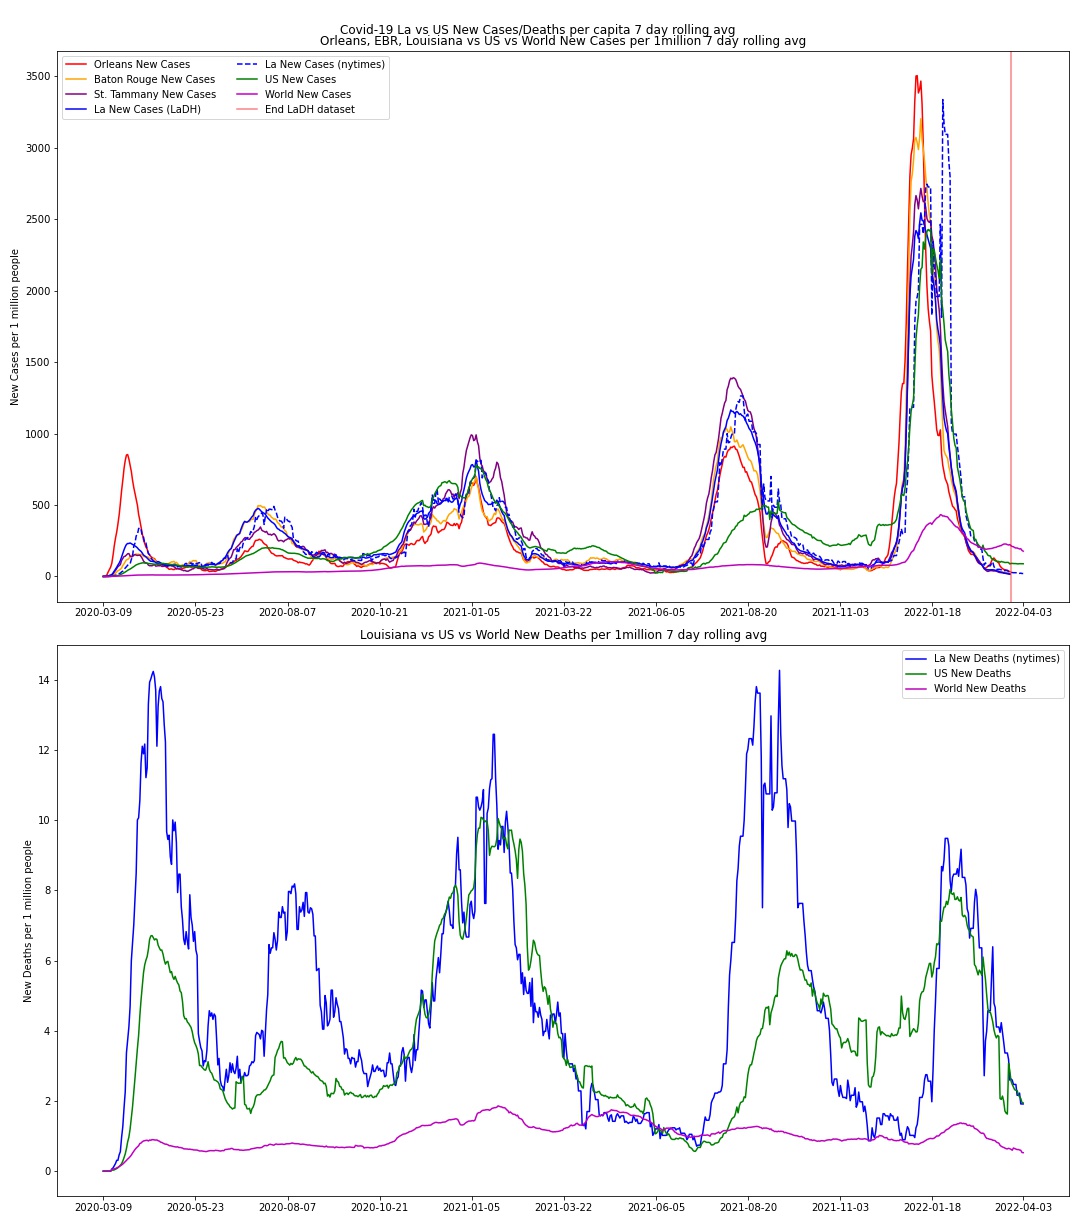 Covid-19 La vs US New Cases/Deaths per capita 7 day rolling avg
Orleans, EBR, Louisiana vs US vs World New Cases per 1million 7 day rolling avg
Orleans New Cases
Baton Rouge New Cases
St. Tammany New Cases
La New Cases (LaDH)
La New Cases (nytimes)
US New Cases
World New Cases
End LaDH dataset
New Cases per 1 million people
3500
3000
2500
2000
1500
1000
500
0
2020-03-09 2020-05-23 2020-08-07 2020-10-21 2021-01-05 2021-03-22 2021-06-05 2021-08-20 2021-11-03 2022-01-18 2022-04-03
Louisiana vs US vs World New Deaths per 1million 7 day rolling avg
La New Deaths (nytimes)
US New Deaths
World New Deaths
New Deaths per 1 million people
14
12
10
8
6
4
2
0
2020-03-09 2020-05-23 2020-08-07 2020-10-21 2021-01-05 2021-03-22 2021-06-05 2021-08-20 2021-11-03 2022-01-18 2022-04-03